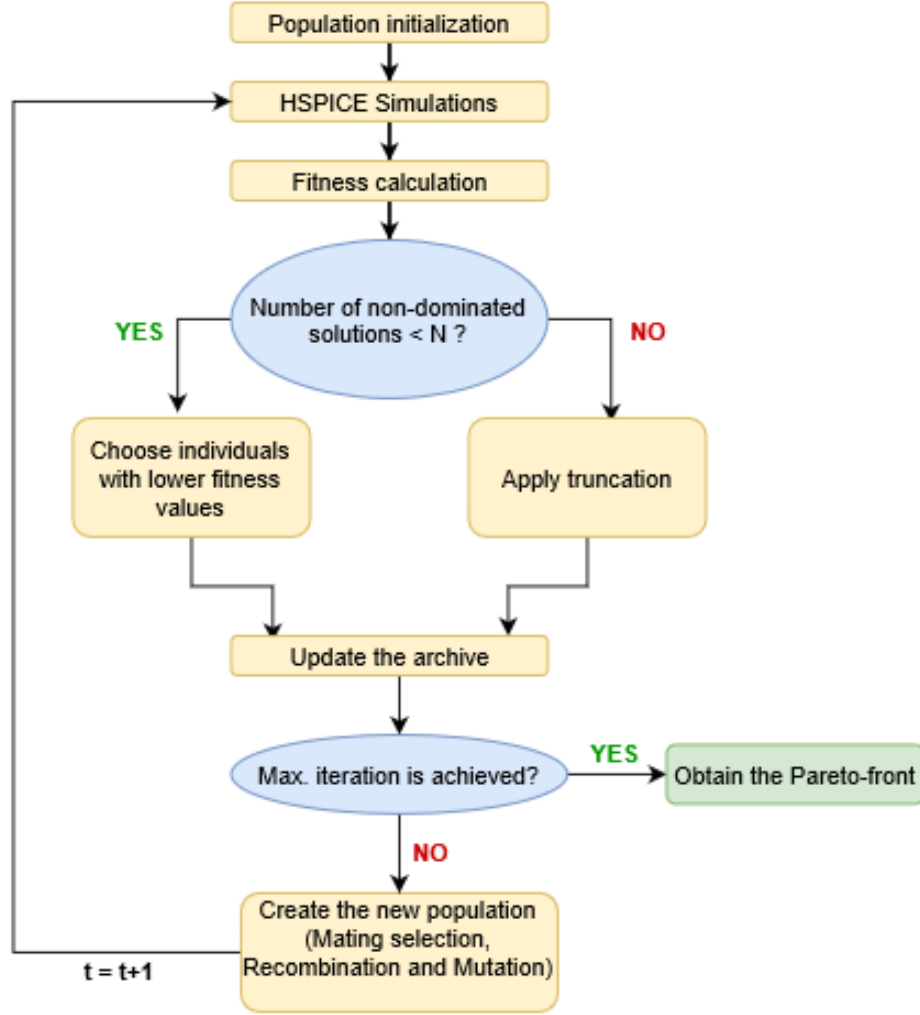 Population initialization
HSPICE Simulations
Fitness calculation
Number of non-dominated
solutions < N ?
YES
NO
Choose individuals
with lower fitness
values
Apply truncation
Update the archive
Max. iteration is achieved?
YES
Obtain the Pareto-front
NO
Create the new population
(Mating selection,
Recombination and Mutation)
t = t+1